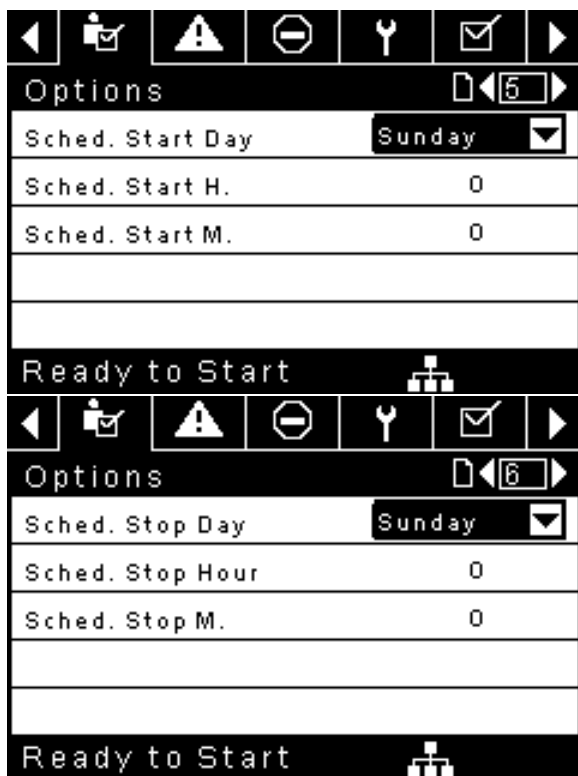 Options 5
Sched. Start Day Sunday
Sched. Start H. 0
Sched. Start M. 0
Ready to Start
Options 6
Sched. Stop Day Sunday
Sched. Stop Hour 0
Sched. Stop M. 0
Ready to Start